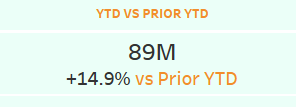 YTD VS PRIOR YTD
89M
+14.9% vs Prior YTD